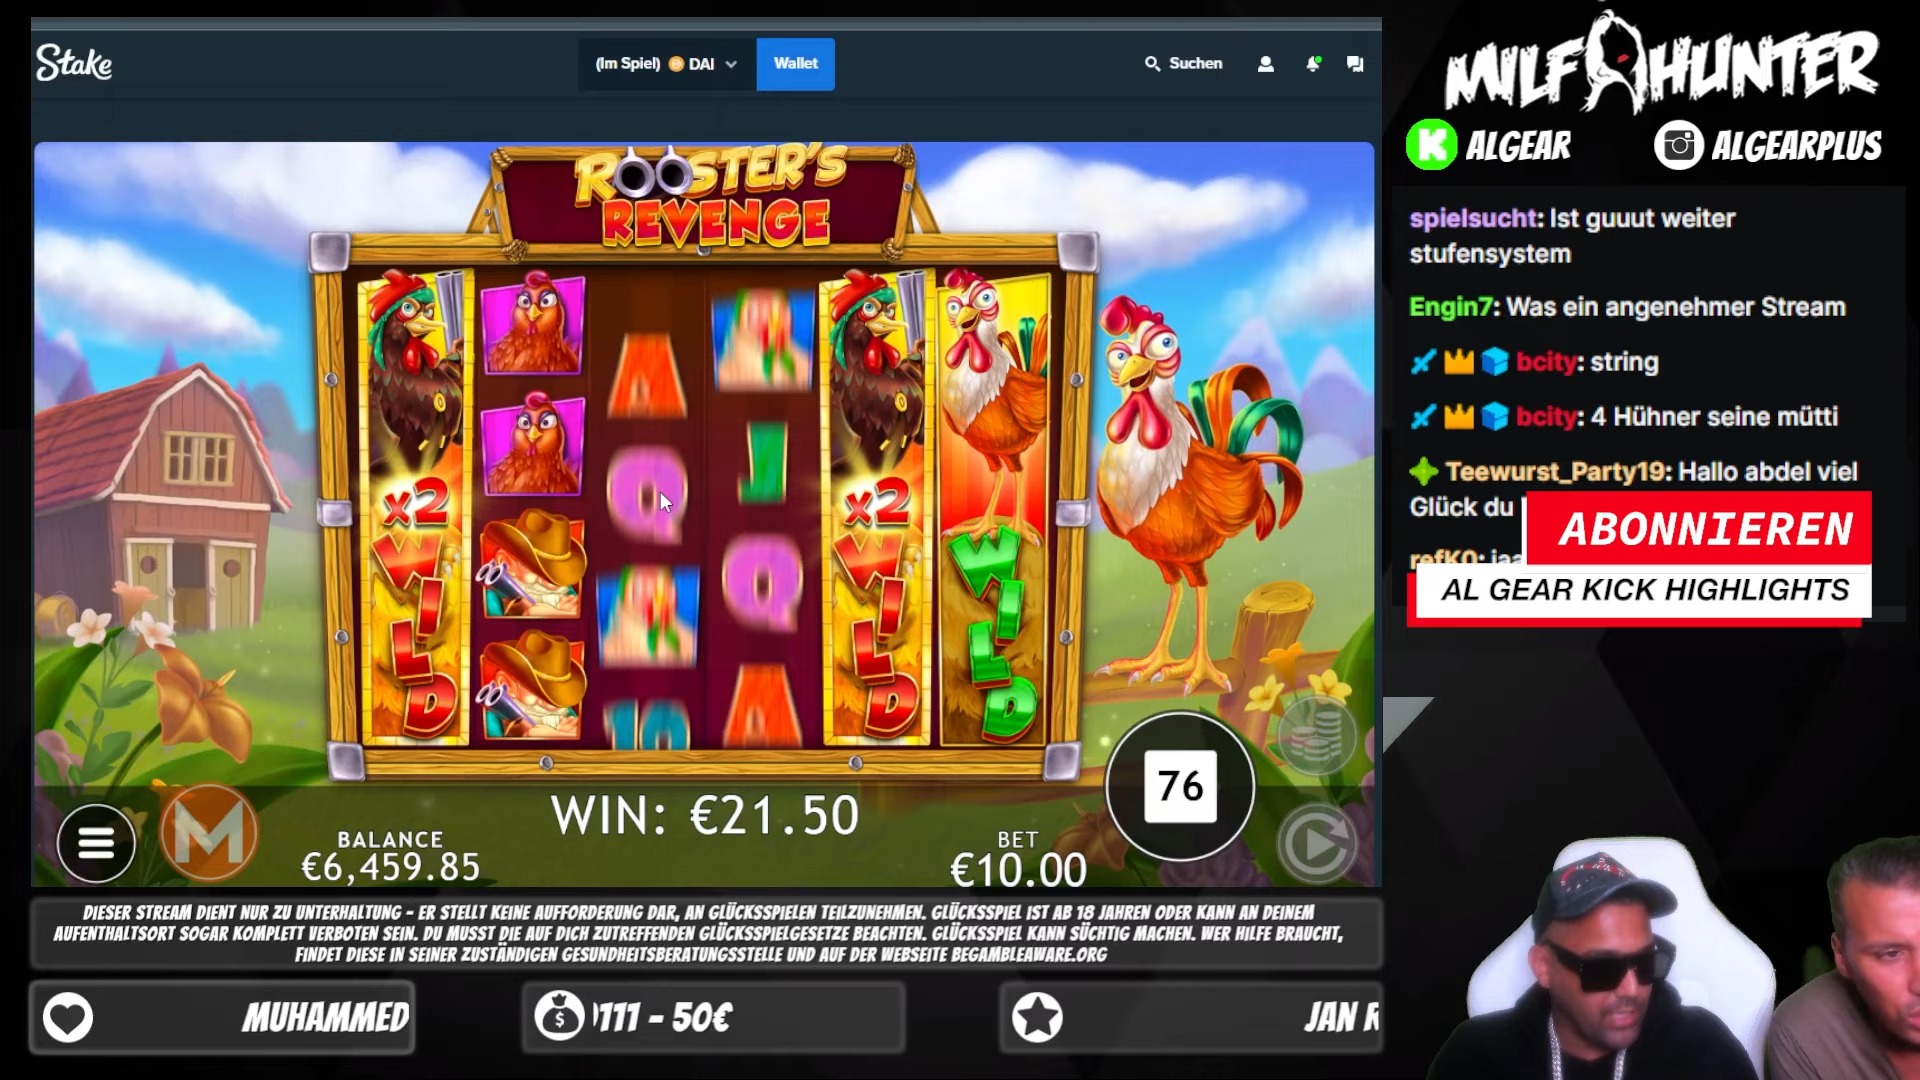 Stake
(Im Spiel) DAI
Wallet
Suchen
MILF HUNTER
K ALGEAR
ALGEARPLUS
ROOSTER'S
REVENGE
A
J
Q
Q
10
A
x2
WILD
x2
WILD
WILD
76
M
WIN: €21.50
BALANCE
€6,459.85
BET
€10.00
spielsucht: Ist guuut weiter
stufensystem
Engin7: Was ein angenehmer Stream
bcity: string
bcity: 4 Hühner seine mütti
Teewurst_Party19: Hallo abdel viel
Glück du
refK0: jaa
ABONNIEREN
AL GEAR KICK HIGHLIGHTS
DIESER STREAM DIENT NUR ZU UNTERHALTUNG - ER STELLT KEINE AUFFORDERUNG DAR, AN GLÜCKSSPIELEN TEILZUNEHMEN. GLÜCKSSPIEL IST AB 18 JAHREN ODER KANN AN DEINEM
AUFENTHALTSORT SOGAR KOMPLETT VERBOTEN SEIN. DU MUSST DIE AUF DICH ZUTREFFENDEN GLÜCKSSPIELGESETZE BEACHTEN. GLÜCKSSPIEL KANN SÜCHTIG MACHEN. WER HILFE BRAUCHT,
FINDET DIESE IN SEINER ZUSTÄNDIGEN GESUNDHEITSBERATUNGSSTELLE UND AUF DER WEBSEITE BEGAMBLEAWARE.ORG
MUHAMMED
111 - 50€
JAN